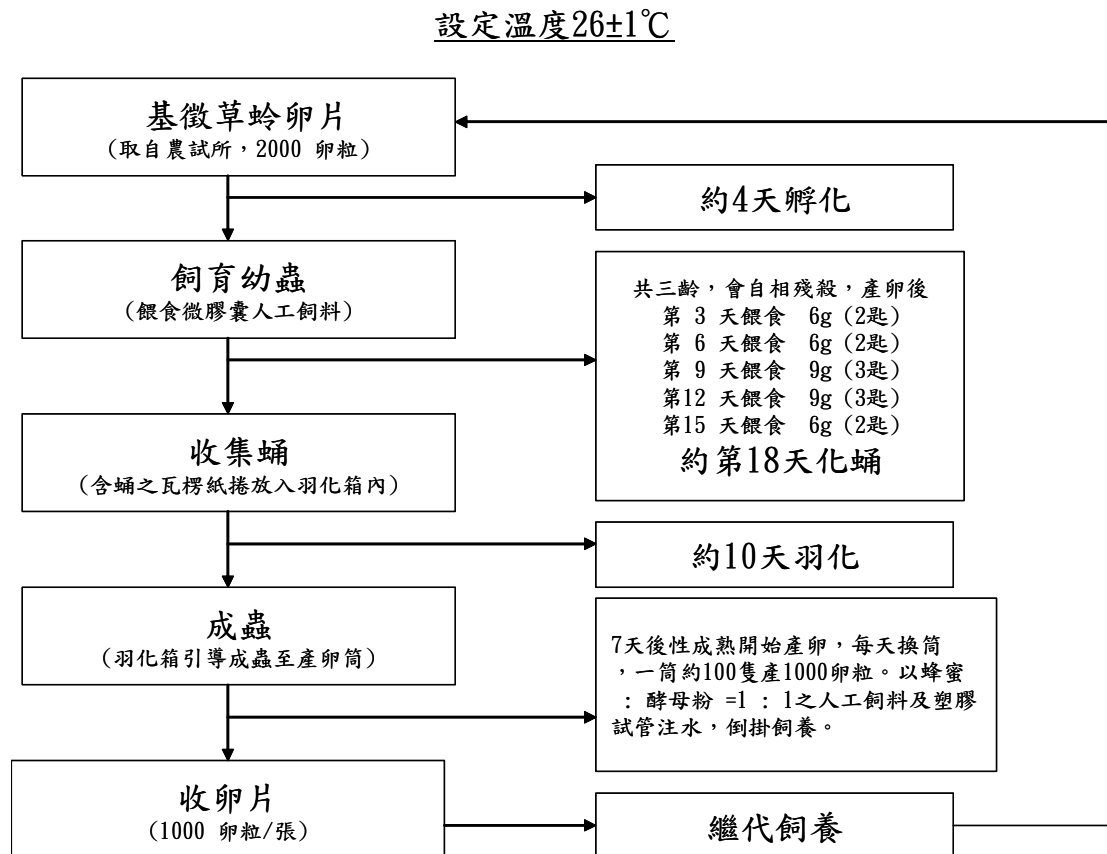 設定溫度26±1℃
基徵草蛉卵片
(取自農試所，2000 卵粒)
約4天孵化
飼育幼蟲
(餵食微膠囊人工飼料)
共三齡，會自相殘殺，產卵後
第 3 天餵食 6g (2匙)
第 6 天餵食 6g (2匙)
第 9 天餵食 9g (3匙)
第12 天餵食 9g (3匙)
第15 天餵食 6g (2匙)
約第18天化蛹
收集蛹
(含蛹之瓦楞紙捲放入羽化箱內)
約10天羽化
成蟲
(羽化箱引導成蟲至產卵筒)
7天後性成熟開始產卵，每天換筒
，一筒約100隻產1000卵粒。以蜂蜜
：酵母粉 =1 : 1之人工飼料及塑膠
試管注水，倒掛飼養。
收卵片
(1000 卵粒/張)
繼代飼養